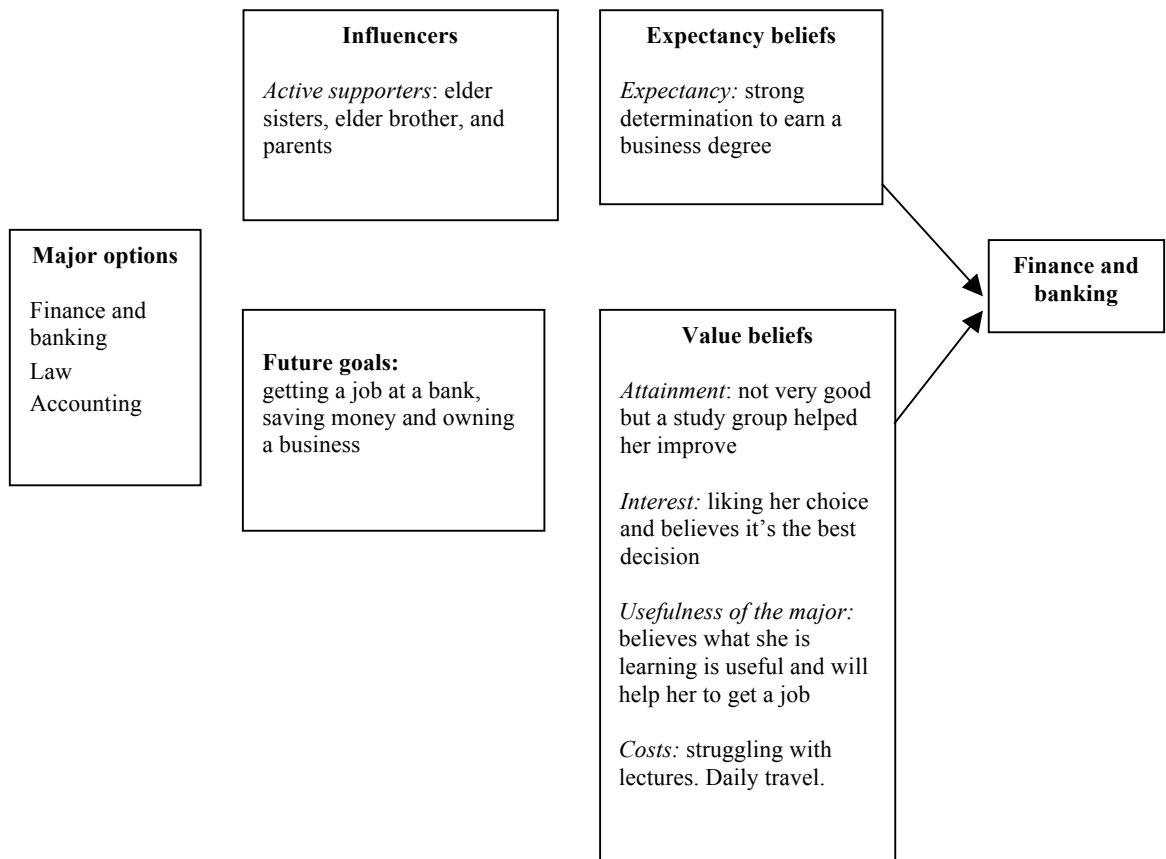 Influencers
Active supporters: elder
sisters, elder brother, and
parents
Expectancy beliefs
Expectancy: strong
determination to earn a
business degree
Major options
Finance and
banking
Law
Accounting
Future goals:
getting a job at a bank,
saving money and owning
a business
Value beliefs
Attainment: not very good
but a study group helped
her improve
Interest: liking her choice
and believes it’s the best
decision
Usefulness of the major:
believes what she is
learning is useful and will
help her to get a job
Costs: struggling with
lectures. Daily travel.
Finance and
banking